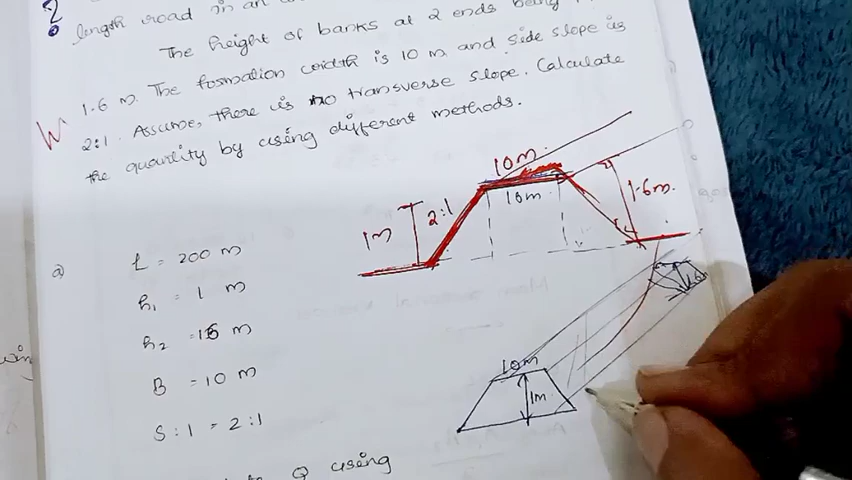 length road in an
The height of banks at 2 ends being
1.6 m. The formation width is 10 m and side slope is
2:1. Assume, there is no transverse slope. Calculate
the quantity by using different methods.
10m.
10m.
1m
2:1
1.6m.
a) L = 200 m
h₁ = 1 m
h₂ = 1.6 m
B = 10 m
S:1 = 2:1
10m
1m
Q using